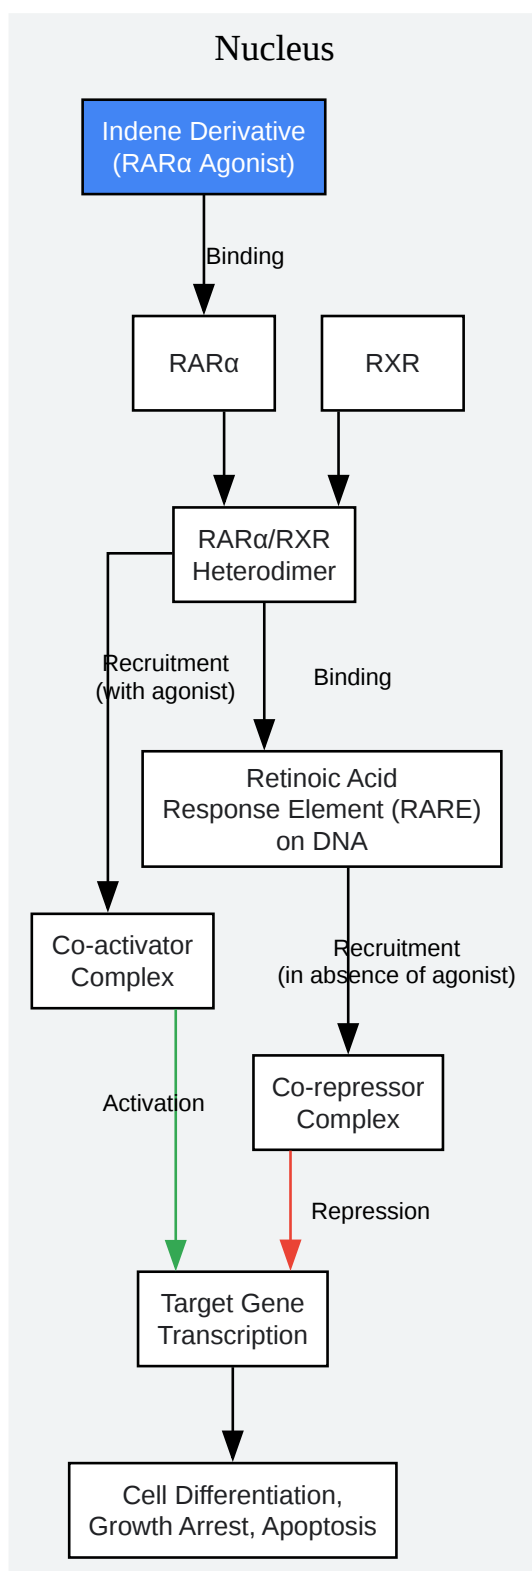 Nucleus
Indene Derivative
(RARα Agonist)
Binding
RARα
RXR
RARα/RXR
Heterodimer
Recruitment
(with agonist)
Binding
Retinoic Acid
Response Element (RARE)
on DNA
Co-activator
Complex
Recruitment
(in absence of agonist)
Co-repressor
Complex
Activation
Repression
Target Gene
Transcription
Cell Differentiation,
Growth Arrest, Apoptosis